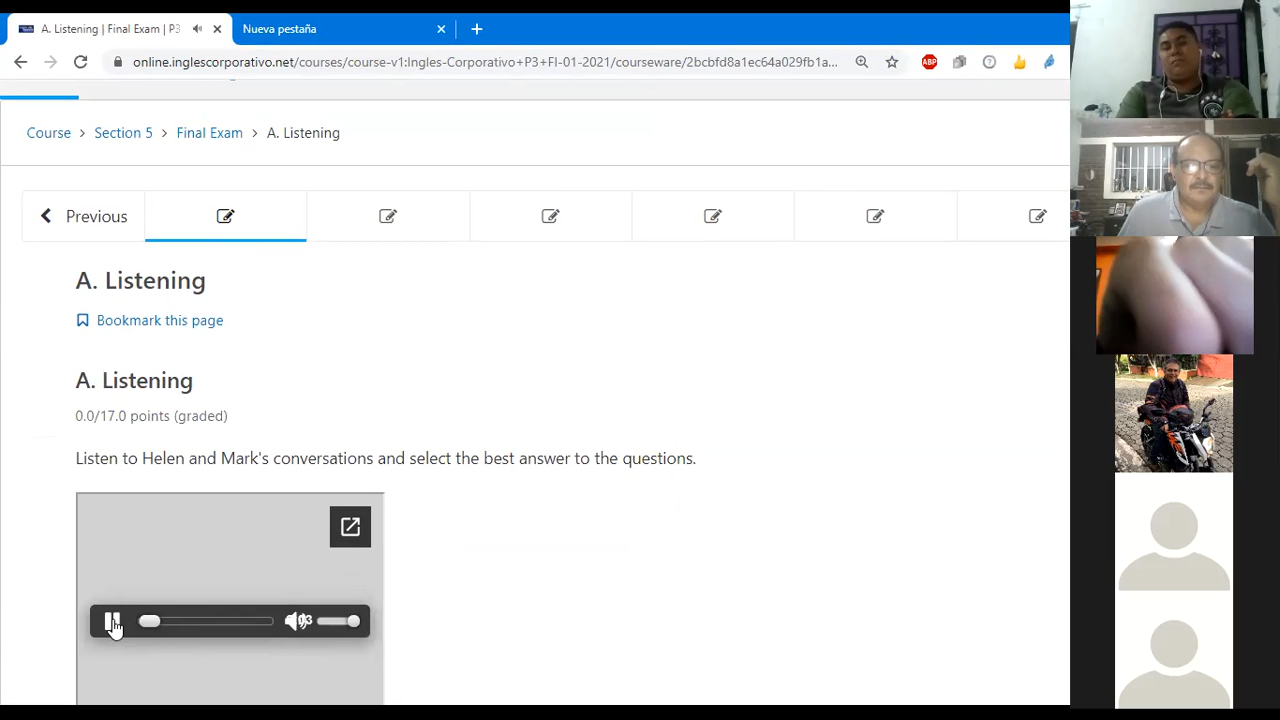 A. Listening | Final Exam | P3
Nueva pestaña
online.inglescorporativo.net/courses/course-v1:Ingles-Corporativo+P3+FI-01-2021/courseware/2bcbfd8a1ec64a029fb1a...
ABP
Course > Section 5 > Final Exam > A. Listening
Previous
A. Listening
Bookmark this page
A. Listening
0.0/17.0 points (graded)
Listen to Helen and Mark's conversations and select the best answer to the questions.